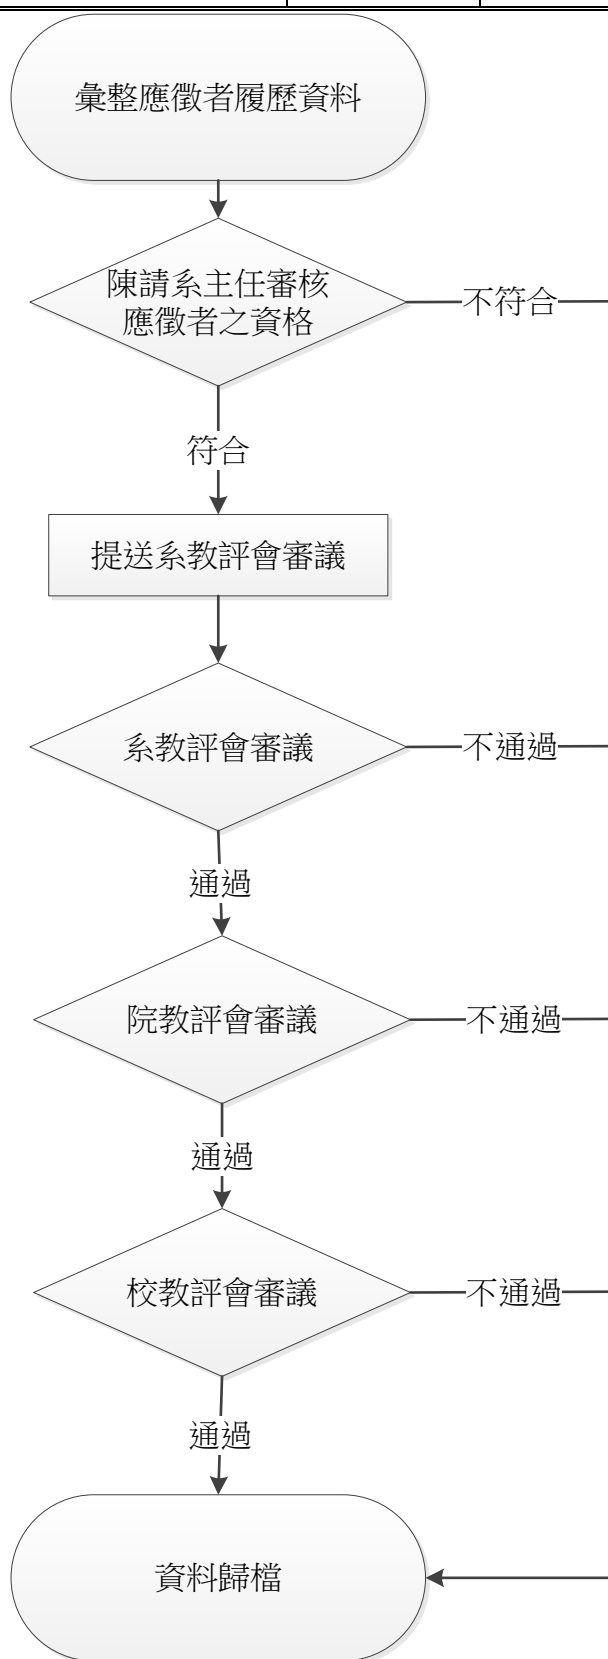 彙整應徵者履歷資料
陳請系主任審核
應徵者之資格
不符合
符合
提送系教評會審議
系教評會審議
不通過
通過
院教評會審議
不通過
通過
校教評會審議
不通過
通過
資料歸檔